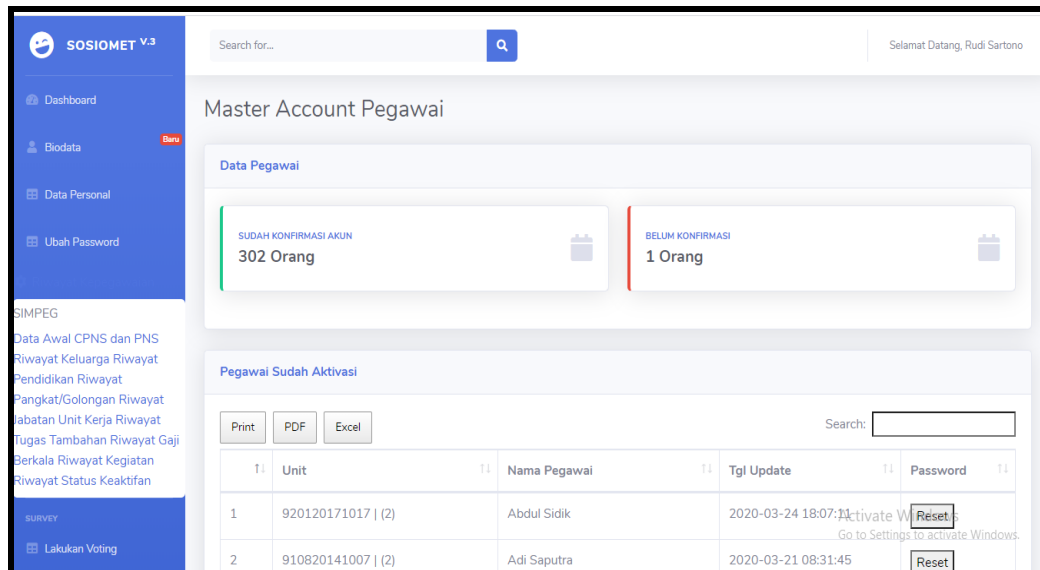 SOSIOMET V.3
Search for...
Selamat Datang, Rudi Sartono
Dashboard
Biodata
Baru
Data Personal
Ubah Password
SIMPEG
Data Awal CPNS dan PNS
Riwayat Keluarga Riwayat
Pendidikan Riwayat
Pangkat/Golongan Riwayat
Jabatan Unit Kerja Riwayat
Tugas Tambahan Riwayat Gaji
Berkala Riwayat Kegiatan
Riwayat Status Keaktifan
SURVEY
Lakukan Voting
Master Account Pegawai
Data Pegawai
SUDAH KONFIRMASI AKUN
302 Orang
BELUM KONFIRMASI
1 Orang
Pegawai Sudah Aktivasi
Print PDF Excel
Search:
Unit Nama Pegawai Tgl Update Password
1 920120171017 | (2) Abdul Sidik 2020-03-24 18:07:11 Reset
2 910820141007 | (2) Adi Saputra 2020-03-21 08:31:45 Reset
Activate Windows
Go to Settings to activate Windows.